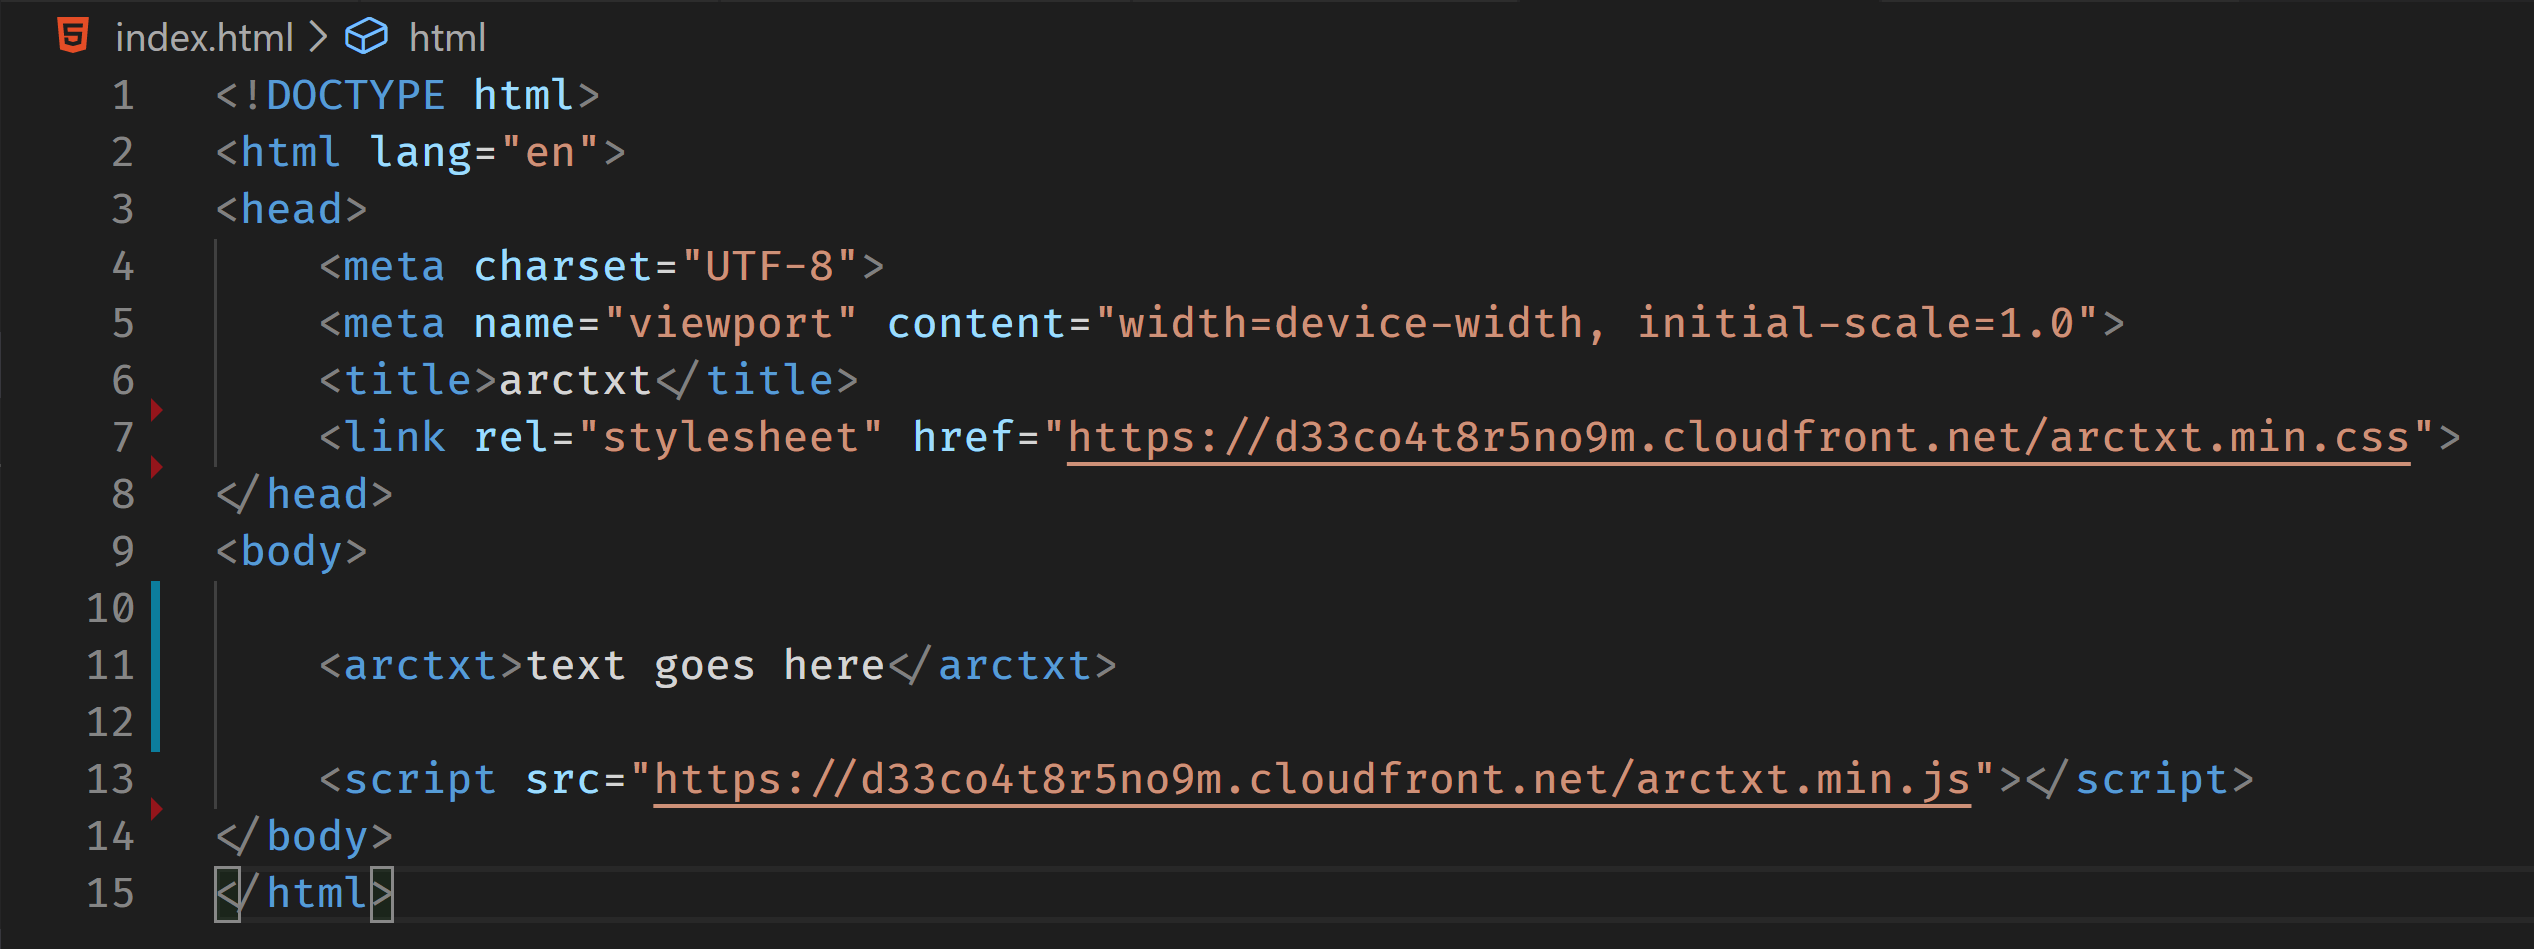 index.html > html
1 <!DOCTYPE html>
2 <html lang="en">
3 <head>
4     <meta charset="UTF-8">
5     <meta name="viewport" content="width=device-width, initial-scale=1.0">
6     <title>arctxt</title>
7     <link rel="stylesheet" href="https://d33co4t8r5no9m.cloudfront.net/arctxt.min.css">
8 </head>
9 <body>
10
11     <arctxt>text goes here</arctxt>
12
13     <script src="https://d33co4t8r5no9m.cloudfront.net/arctxt.min.js"></script>
14 </body>
15 </html>